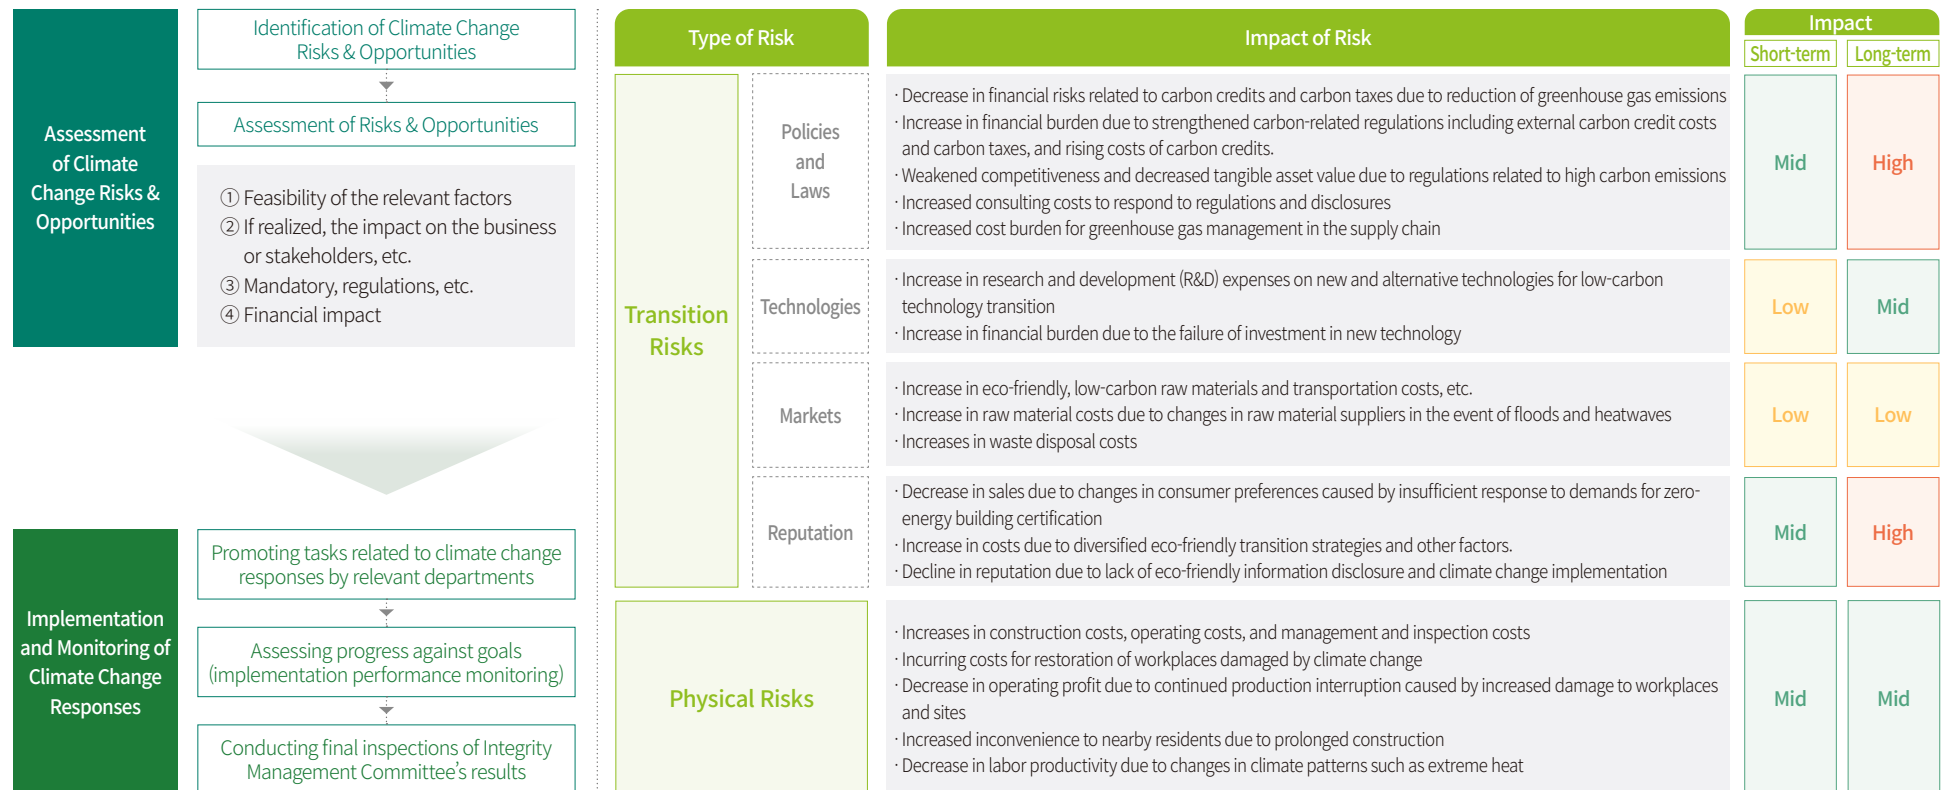 Assessment
of Climate
Change Risks &
Opportunities
Identification of Climate Change
Risks & Opportunities
Assessment of Risks & Opportunities
① Feasibility of the relevant factors
② If realized, the impact on the business
or stakeholders, etc.
③ Mandatory, regulations, etc.
④ Financial impact
Implementation
and Monitoring of
Climate Change
Responses
Promoting tasks related to climate change
responses by relevant departments
Assessing progress against goals
(implementation performance monitoring)
Conducting final inspections of Integrity
Management Committee's results
Type of Risk
Impact of Risk
Impact
Short-term
Long-term
Transition
Risks
Policies
and
Laws
· Decrease in financial risks related to carbon credits and carbon taxes due to reduction of greenhouse gas emissions
· Increase in financial burden due to strengthened carbon-related regulations including external carbon credit costs
and carbon taxes, and rising costs of carbon credits.
· Weakened competitiveness and decreased tangible asset value due to regulations related to high carbon emissions
· Increased consulting costs to respond to regulations and disclosures
· Increased cost burden for greenhouse gas management in the supply chain
Mid
High
Technologies
· Increase in research and development (R&D) expenses on new and alternative technologies for low-carbon
technology transition
· Increase in financial burden due to the failure of investment in new technology
Low
Mid
Markets
· Increase in eco-friendly, low-carbon raw materials and transportation costs, etc.
· Increase in raw material costs due to changes in raw material suppliers in the event of floods and heatwaves
· Increases in waste disposal costs
Low
Low
Reputation
· Decrease in sales due to changes in consumer preferences caused by insufficient response to demands for zero-
energy building certification
· Increase in costs due to diversified eco-friendly transition strategies and other factors.
· Decline in reputation due to lack of eco-friendly information disclosure and climate change implementation
Mid
High
Physical Risks
· Increases in construction costs, operating costs, and management and inspection costs
· Incurring costs for restoration of workplaces damaged by climate change
· Decrease in operating profit due to continued production interruption caused by increased damage to workplaces
and sites
· Increased inconvenience to nearby residents due to prolonged construction
· Decrease in labor productivity due to changes in climate patterns such as extreme heat
Mid
Mid